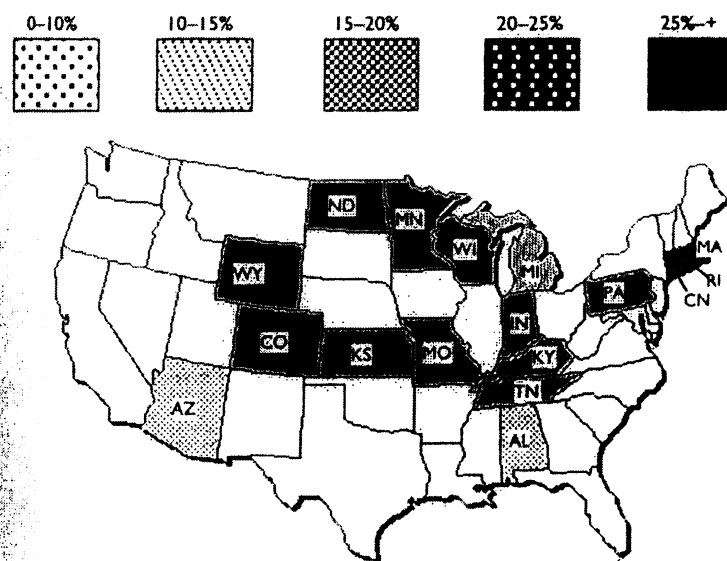 0–10% 10–15% 15–20% 20–25% 25%–+
ND
MN
WI
MA
WY
MI
RI
PA
CN
IN
CO
KS
MO
KY
TN
AZ
AL